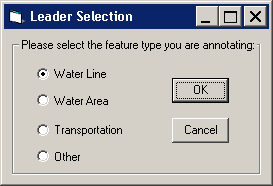 Leader Selection
Please select the feature type you are annotating:
Water Line
OK
Water Area
Transportation
Cancel
Other